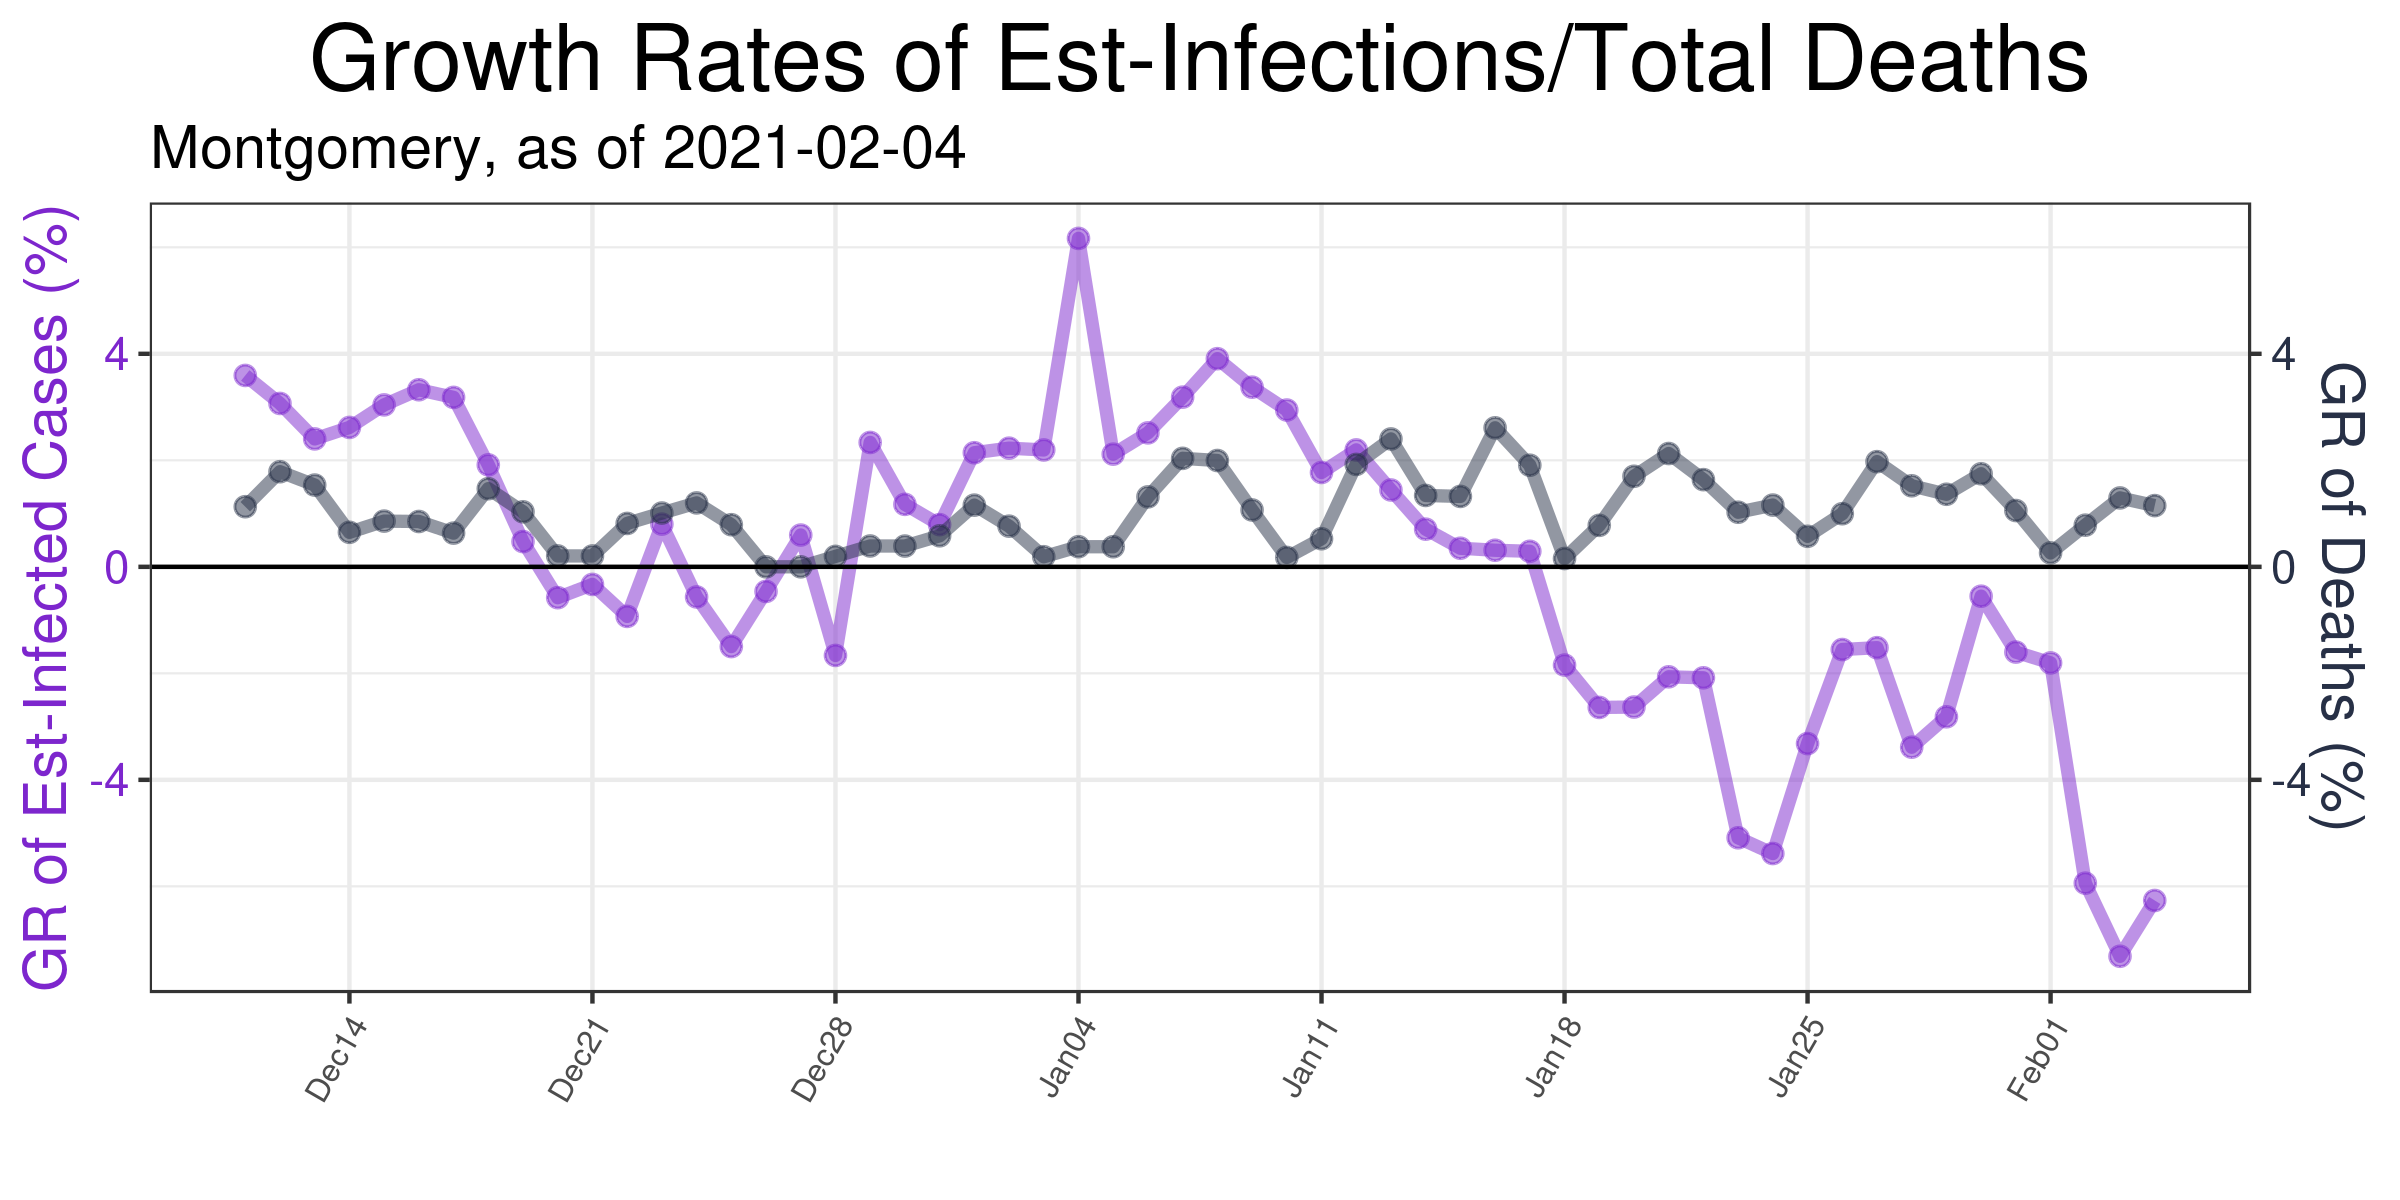 Growth Rates of Est-Infections/Total Deaths
Montgomery, as of 2021-02-04
GR of Est-Infected Cases (%)
4
0
-4
4
0
-4
GR of Deaths (%)
Dec14
Dec21
Dec28
Jan04
Jan11
Jan18
Jan25
Feb01